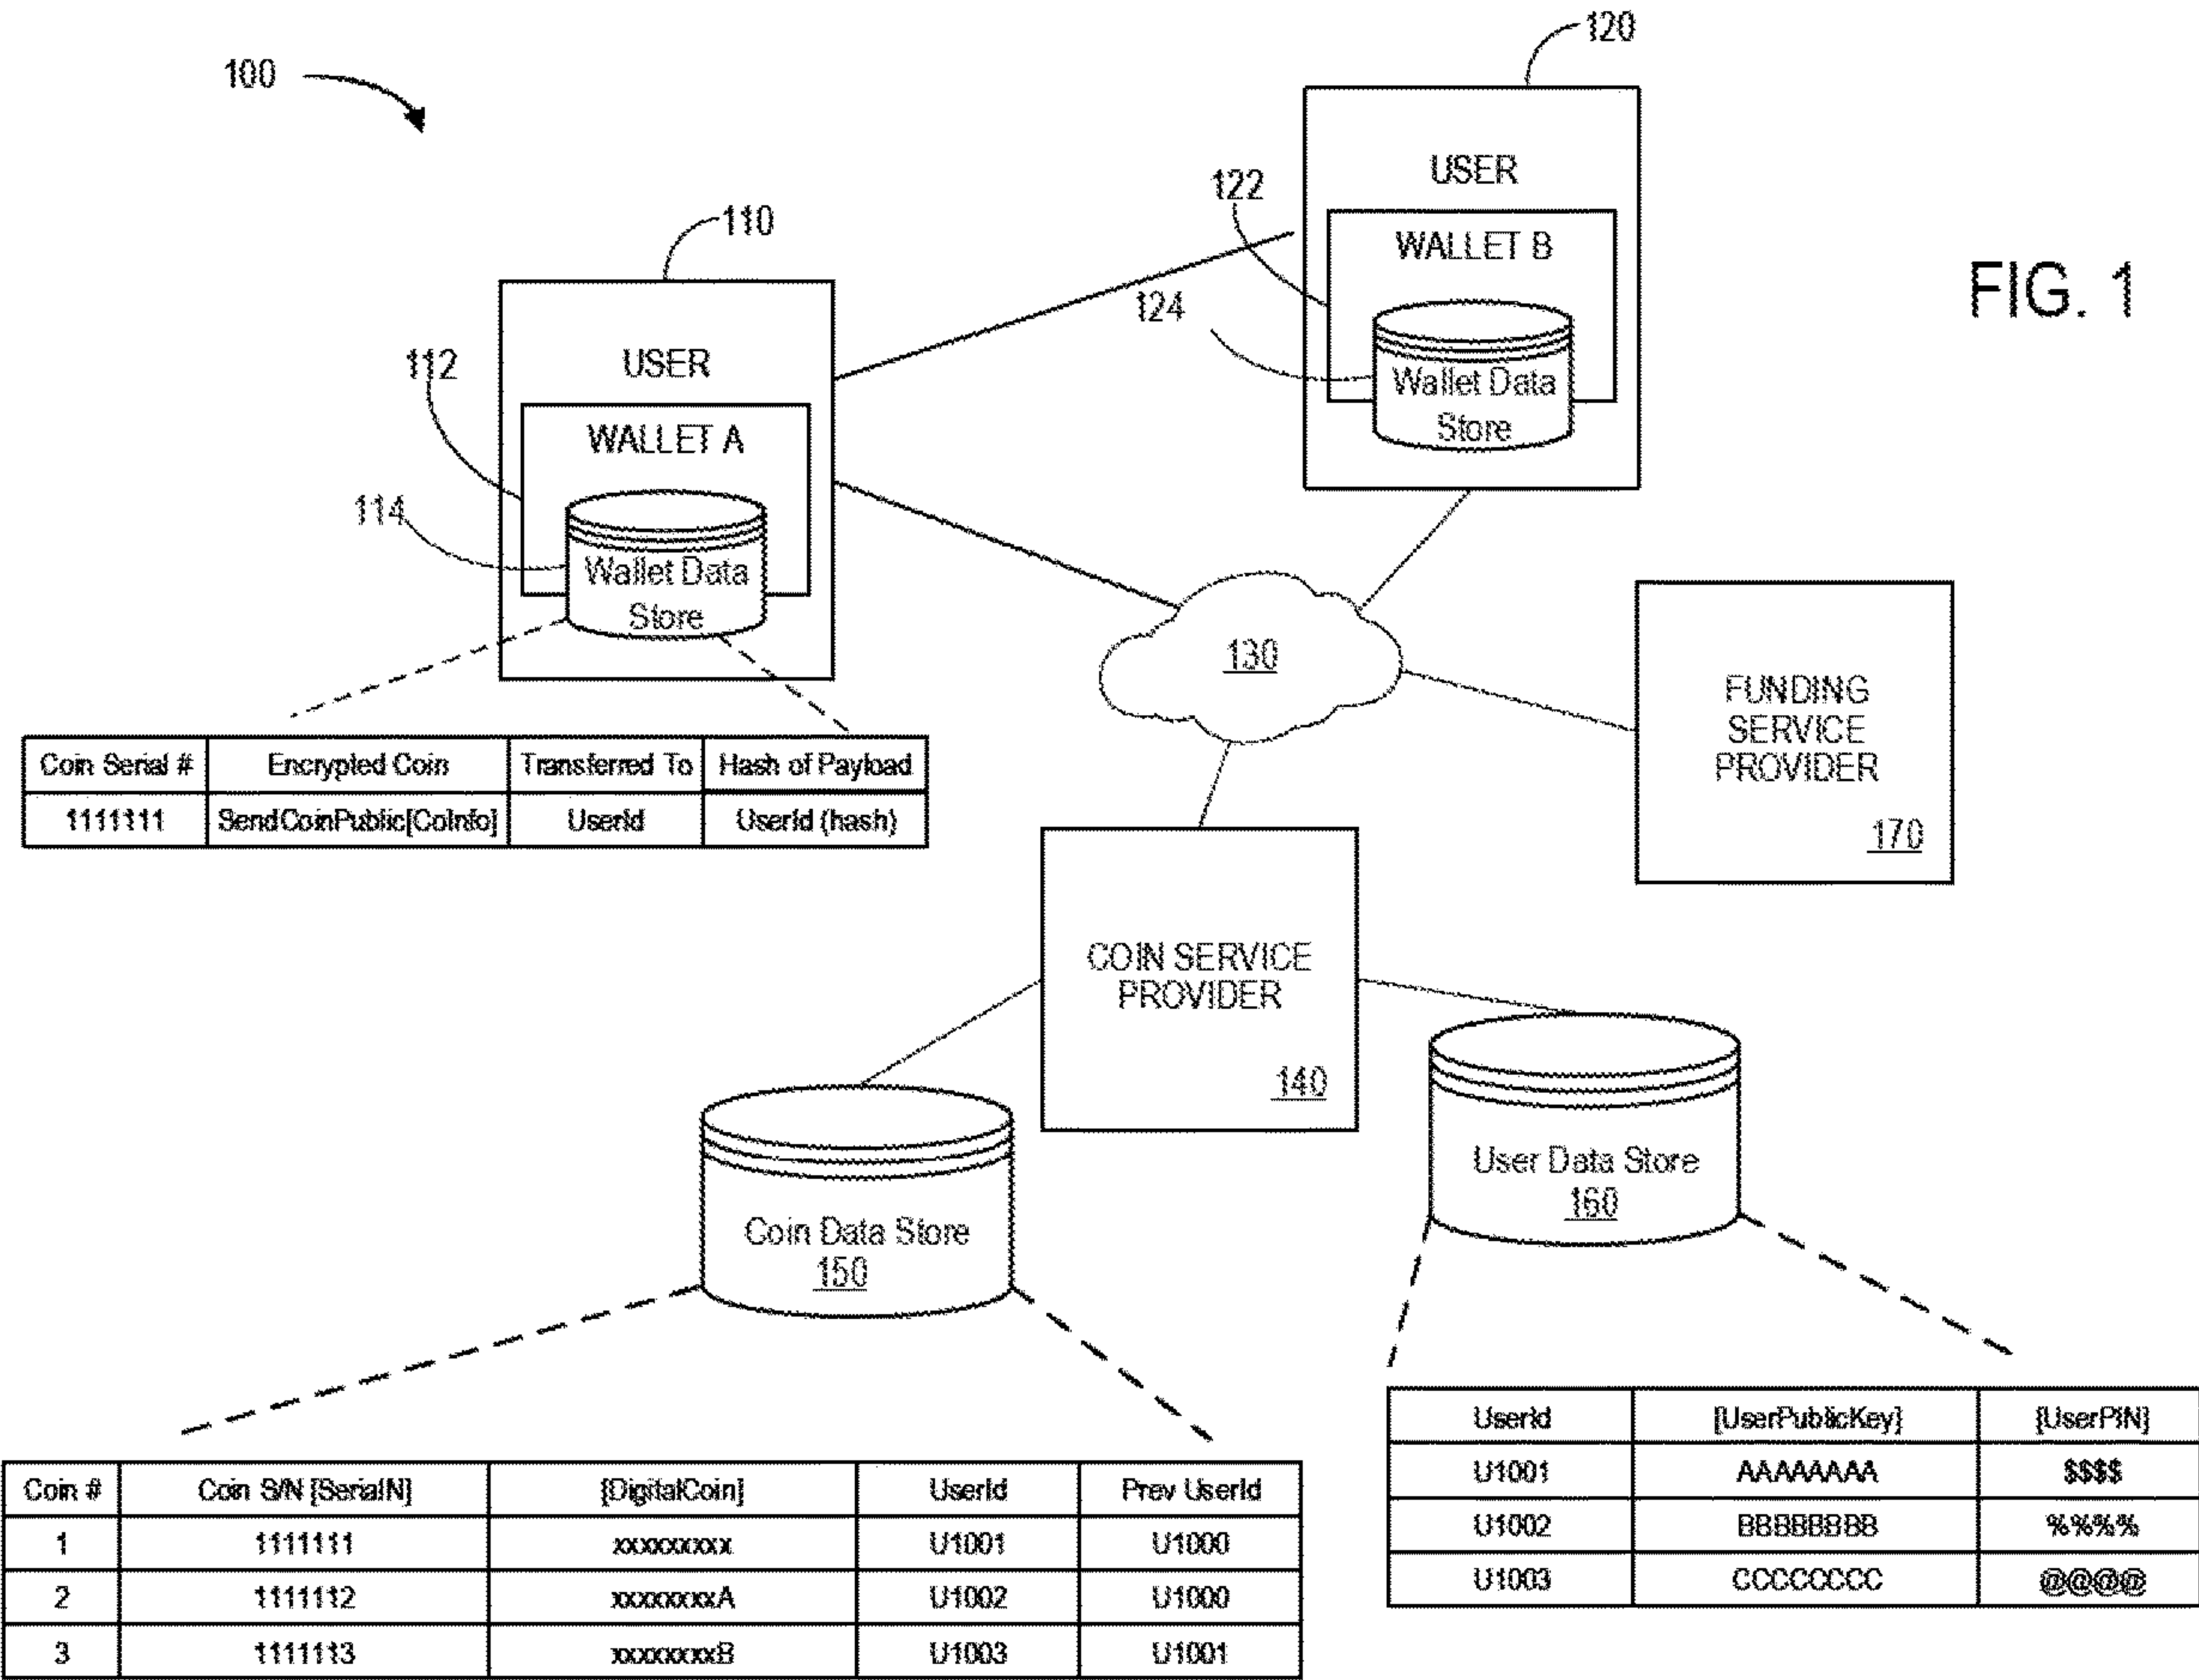 100
120
USER
122
WALLET B
110
FIG. 1
124
Wallet Data
Store
USER
112
WALLET A
114
Wallet Data
Store
130
FUNDING
SERVICE
PROVIDER
170
Coin Serial # Encrypled Coin Transferred To Hash of Payload
1111111 SendCoinPublic[CoInfo] UserId UserId (hash)
COIN SERVICE
PROVIDER
140
User Data Store
160
Coin Data Store
150
UserId [UserPublicKey] [UserPIN]
U1001 AAAAAAAA $$$$
U1002 BBBBBBBB %%%%
U1003 CCCCCCCC @@@@
Coin # Coin S/N [SerialN] [DigitalCoin] UserId Prev UserId
1 1111111 xxxxxxxxx U1001 U1000
2 1111112 xxxxxxxxA U1002 U1000
3 1111113 xxxxxxxxB U1003 U1001